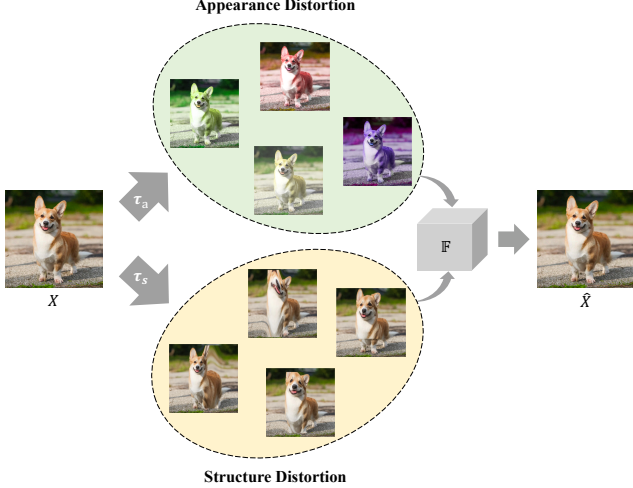 Appearance Distortion
τₐ
𝔽
X
X̂
τₛ
Structure Distortion